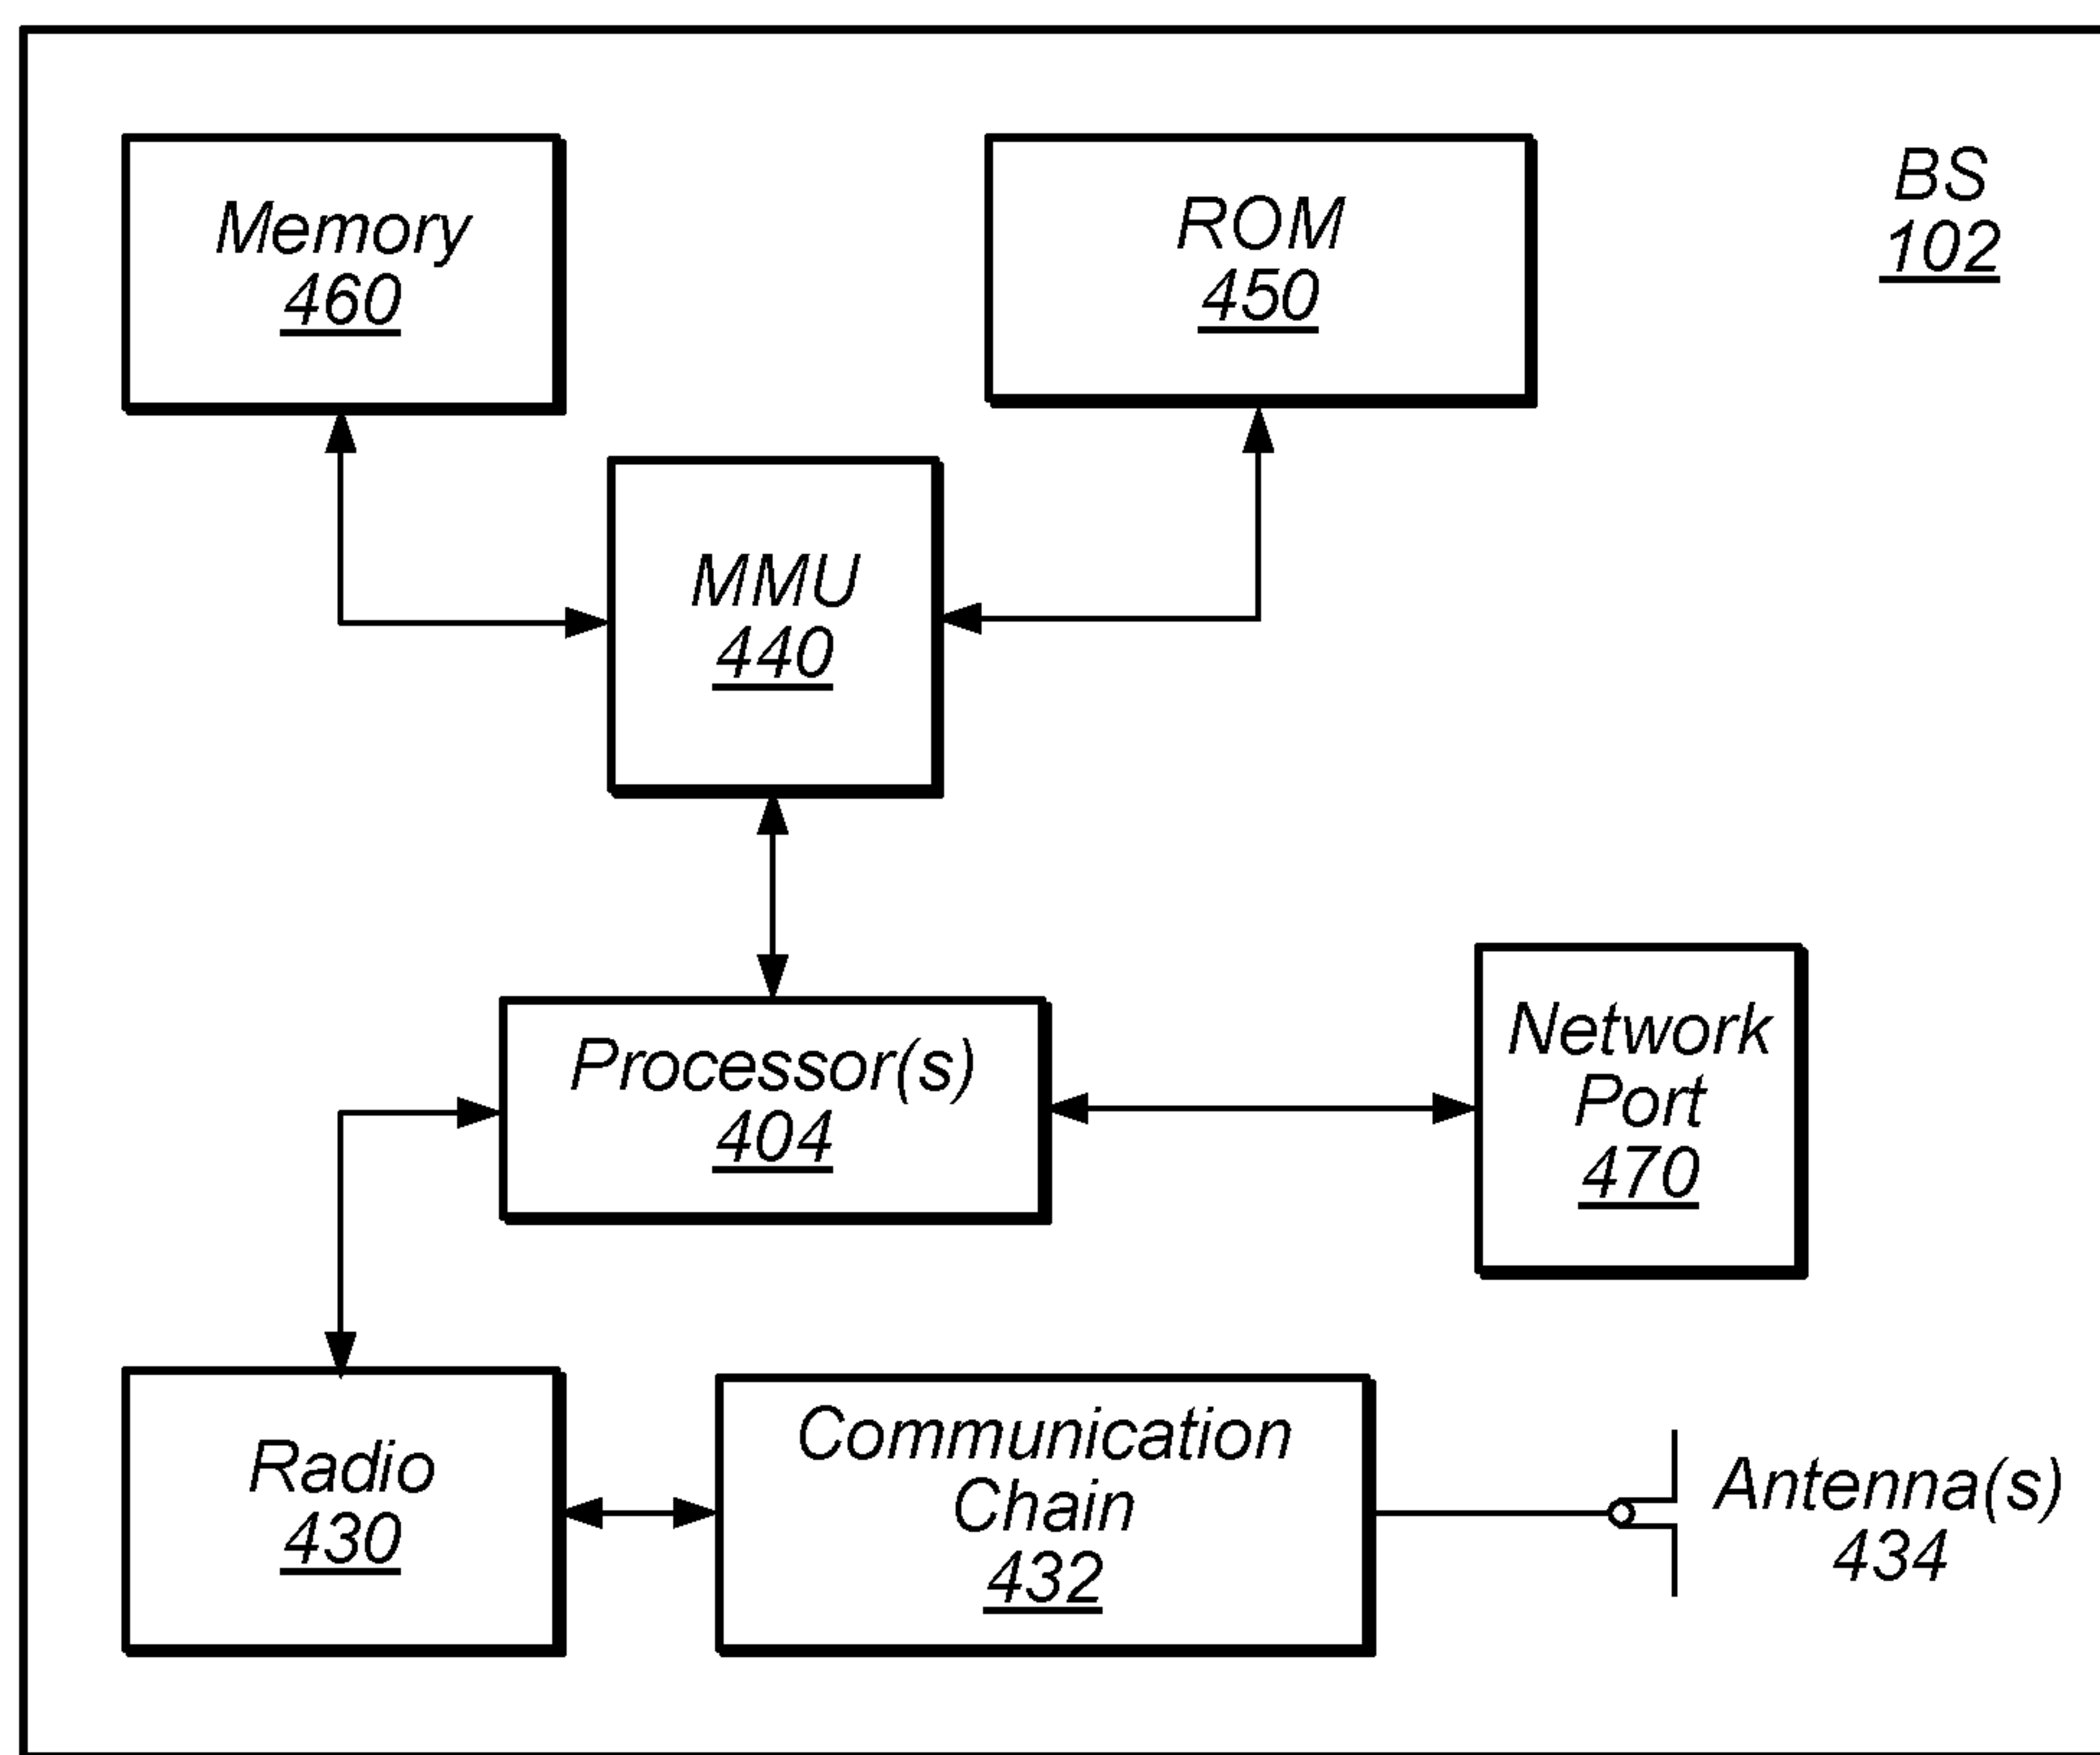 Memory
460
ROM
450
BS
102
MMU
440
Processor(s)
404
Network
Port
470
Radio
430
Communication
Chain
432
Antenna(s)
434